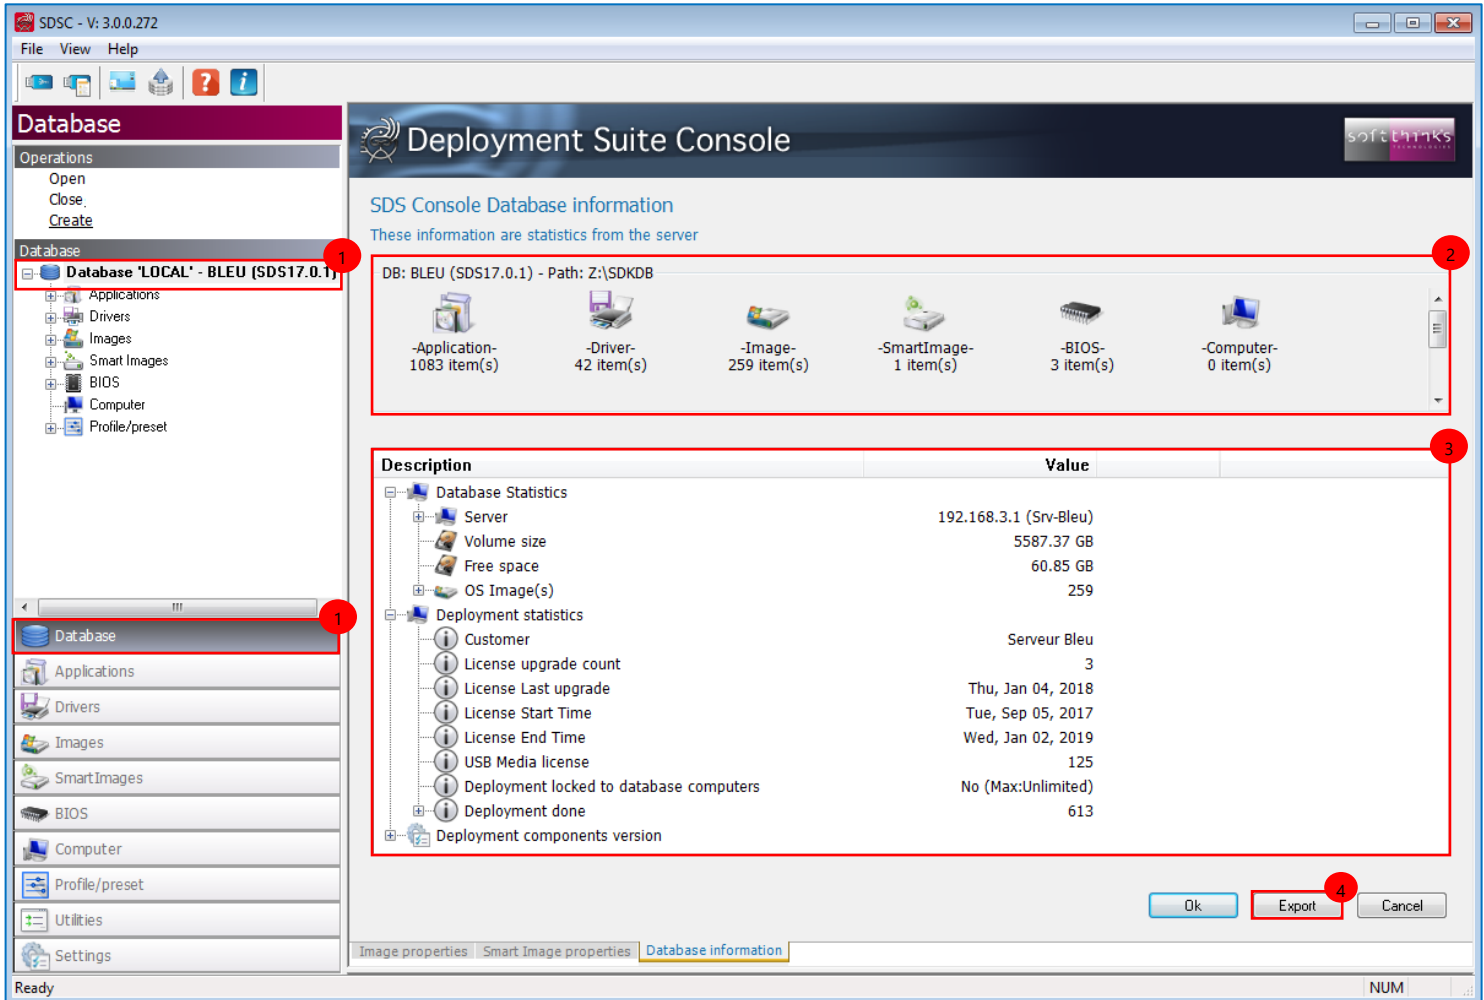 SDSC - V: 3.0.0.272
File View Help
Database
Operations
Open
Close
Create
Database
1
Database 'LOCAL' - BLEU (SDS17.0.1)
Applications
Drivers
Images
Smart Images
BIOS
Computer
Profile/preset
1
Database
Applications
Drivers
Images
SmartImages
BIOS
Computer
Profile/preset
Utilities
Settings
Deployment Suite Console
softthinks
TECHNOLOGIES
SDS Console Database information
These information are statistics from the server
2
DB: BLEU (SDS17.0.1) - Path: Z:\SDKDB
-Application- -Driver- -Image- -SmartImage- -BIOS- -Computer-
1083 item(s) 42 item(s) 259 item(s) 1 item(s) 3 item(s) 0 item(s)
3
Description Value
Database Statistics
Server 192.168.3.1 (Srv-Bleu)
Volume size 5587.37 GB
Free space 60.85 GB
OS Image(s) 259
Deployment statistics
Customer Serveur Bleu
License upgrade count 3
License Last upgrade Thu, Jan 04, 2018
License Start Time Tue, Sep 05, 2017
License End Time Wed, Jan 02, 2019
USB Media license 125
Deployment locked to database computers No (Max:Unlimited)
Deployment done 613
Deployment components version
4
Ok Export Cancel
Image properties Smart Image properties Database information
Ready NUM